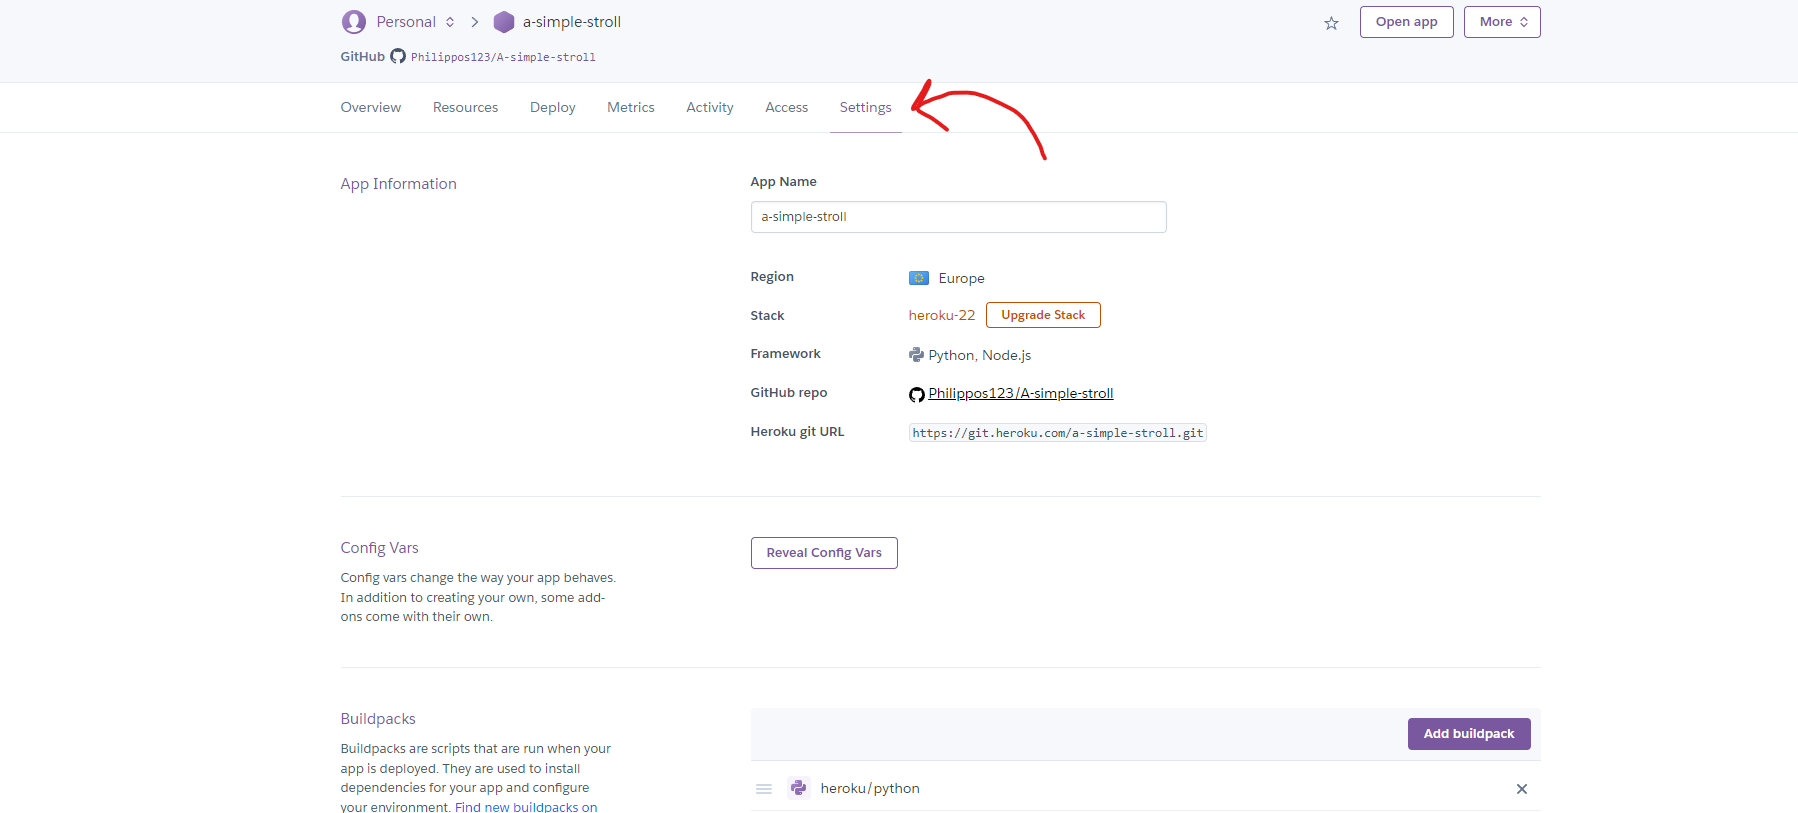 Personal a-simple-stroll Open app More
GitHub Philippos123/A-simple-stroll
Overview Resources Deploy Metrics Activity Access Settings
App Information
App Name
a-simple-stroll
Region Europe
Stack heroku-22 Upgrade Stack
Framework Python, Node.js
GitHub repo Philippos123/A-simple-stroll
Heroku git URL https://git.heroku.com/a-simple-stroll.git
Config Vars
Config vars change the way your app behaves.
In addition to creating your own, some add-
ons come with their own.
Reveal Config Vars
Buildpacks
Buildpacks are scripts that are run when your
app is deployed. They are used to install
dependencies for your app and configure
your environment. Find new buildpacks on
Add buildpack
heroku/python